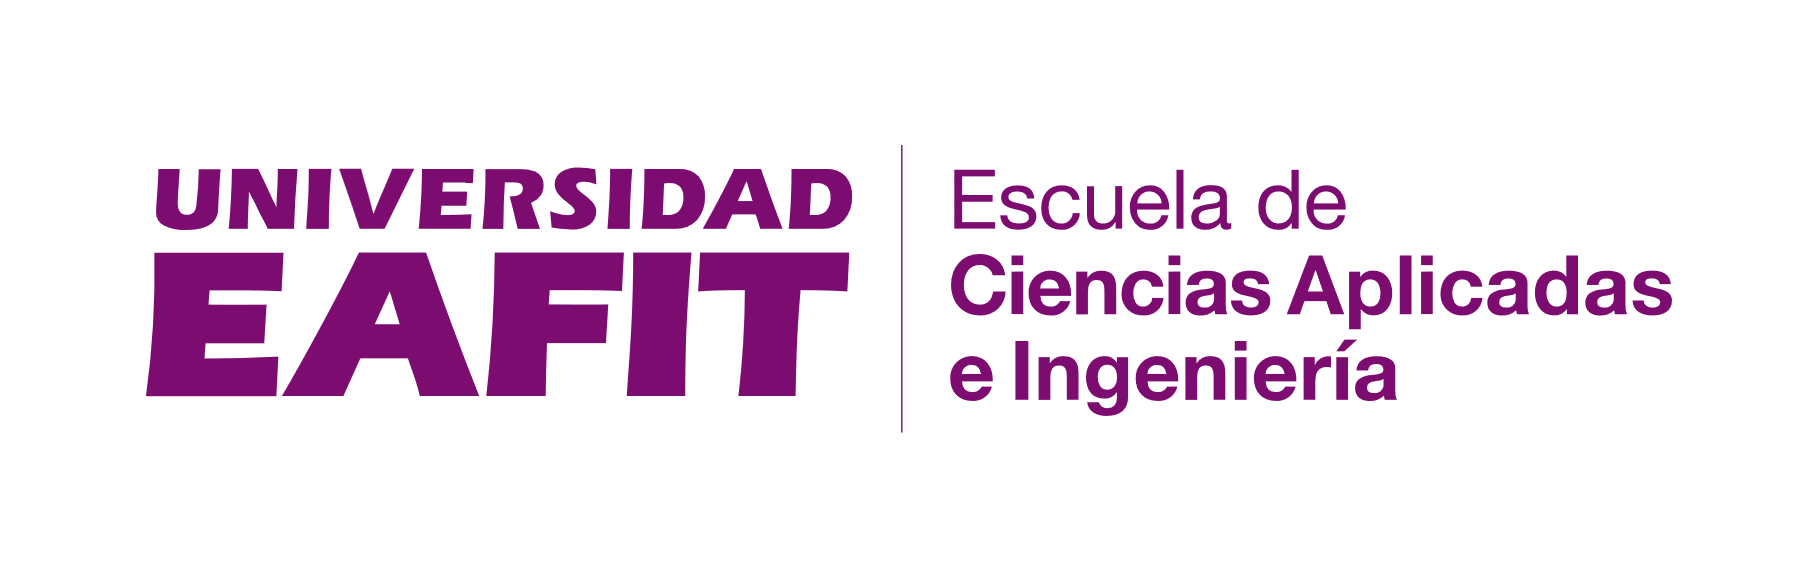 UNIVERSIDAD
EAFIT
Escuela de
Ciencias Aplicadas
e Ingeniería